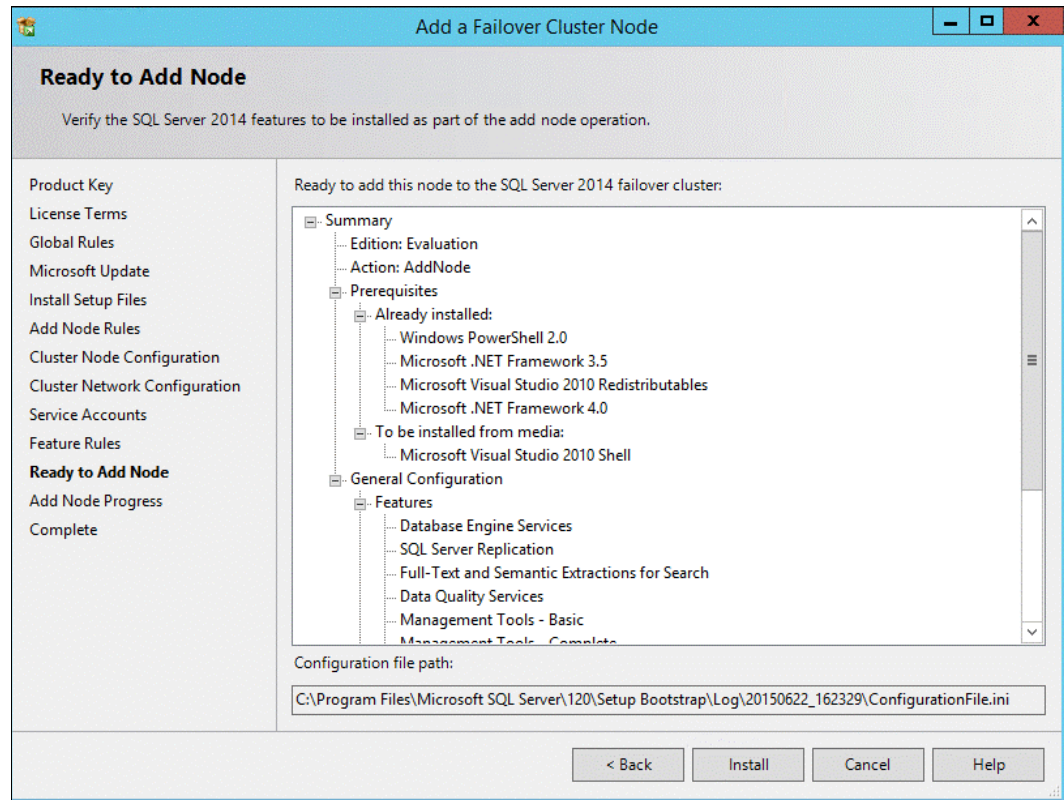 Add a Failover Cluster Node
Ready to Add Node
Verify the SQL Server 2014 features to be installed as part of the add node operation.
Product Key
License Terms
Global Rules
Microsoft Update
Install Setup Files
Add Node Rules
Cluster Node Configuration
Cluster Network Configuration
Service Accounts
Feature Rules
Ready to Add Node
Add Node Progress
Complete
Ready to add this node to the SQL Server 2014 failover cluster:
Summary
Edition: Evaluation
Action: AddNode
Prerequisites
Already installed:
Windows PowerShell 2.0
Microsoft .NET Framework 3.5
Microsoft Visual Studio 2010 Redistributables
Microsoft .NET Framework 4.0
To be installed from media:
Microsoft Visual Studio 2010 Shell
General Configuration
Features
Database Engine Services
SQL Server Replication
Full-Text and Semantic Extractions for Search
Data Quality Services
Management Tools - Basic
Management Tools - Complete
Configuration file path:
C:\Program Files\Microsoft SQL Server\120\Setup Bootstrap\Log\20150622_162329\ConfigurationFile.ini
< Back
Install
Cancel
Help